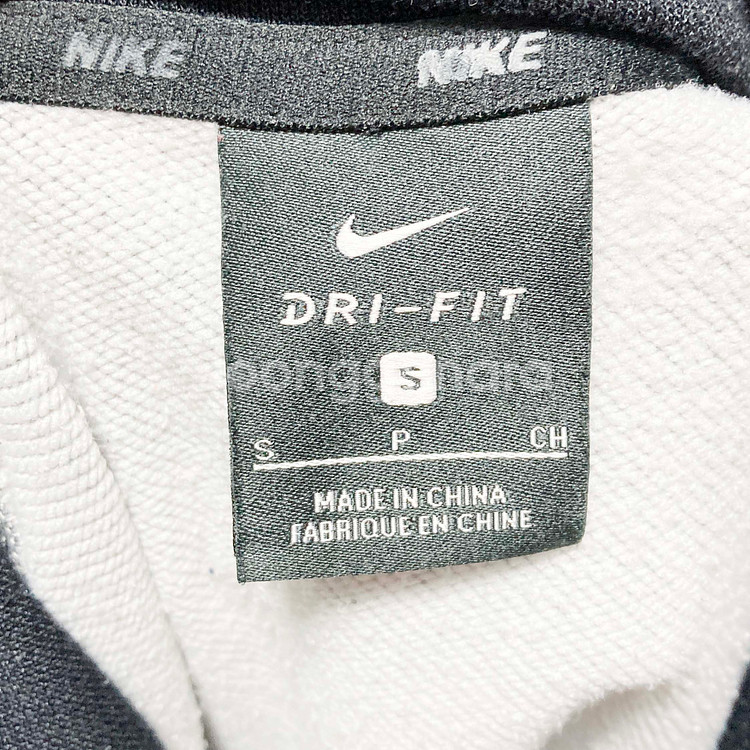 NIKE NIKE
DRI-FIT
S
S P CH
MADE IN CHINA
FABRIQUE EN CHINE